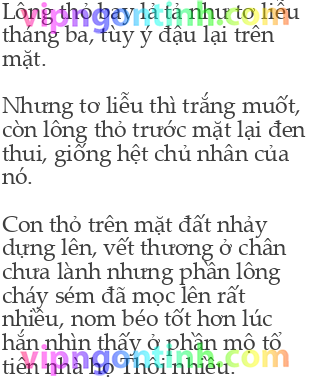 Lông thỏ bay lả tả như tơ liễu
tháng ba, tùy ý đậu lại trên
mặt.
Nhưng tơ liễu thì trắng muốt,
còn lông thỏ trước mặt lại đen
thui, giống hệt chủ nhân của
nó.
Con thỏ trên mặt đất nhảy
dựng lên, vết thương ở chân
chưa lành nhưng phần lông
cháy sém đã mọc lên rất
nhiều, nom béo tốt hơn lúc
hắn nhìn thấy ở phần mộ tổ
tiên nhà họ Thôi nhiều.
vipngontinh.com
vipngontinh.com